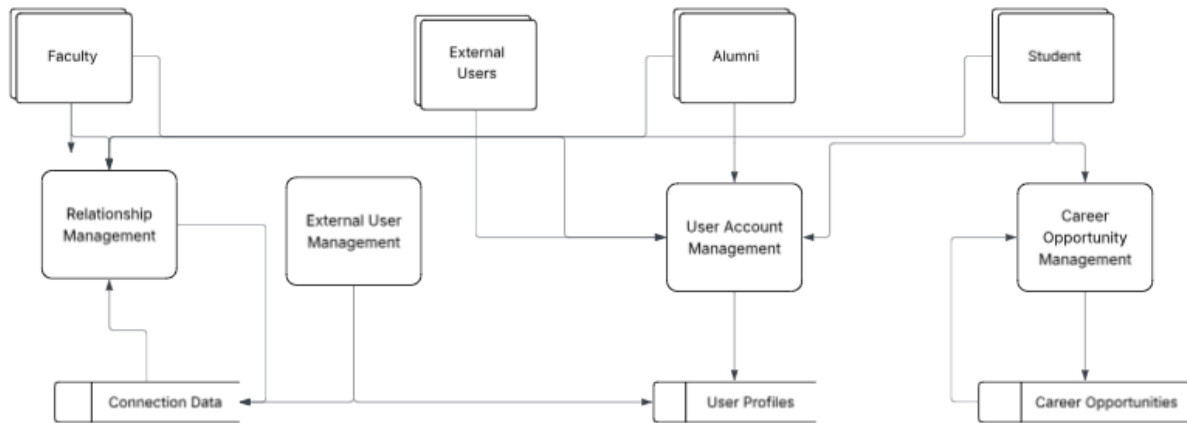 Faculty
External
Users
Alumni
Student
Relationship
Management
External User
Management
User Account
Management
Career
Opportunity
Management
Connection Data
User Profiles
Career Opportunities